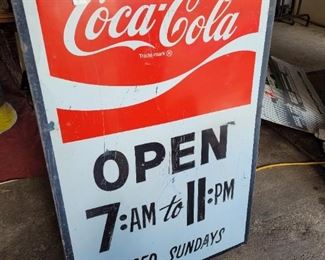 Coca-Cola
Trade-mark ®
OPEN
7:AM to 11:PM
SUNDAYS